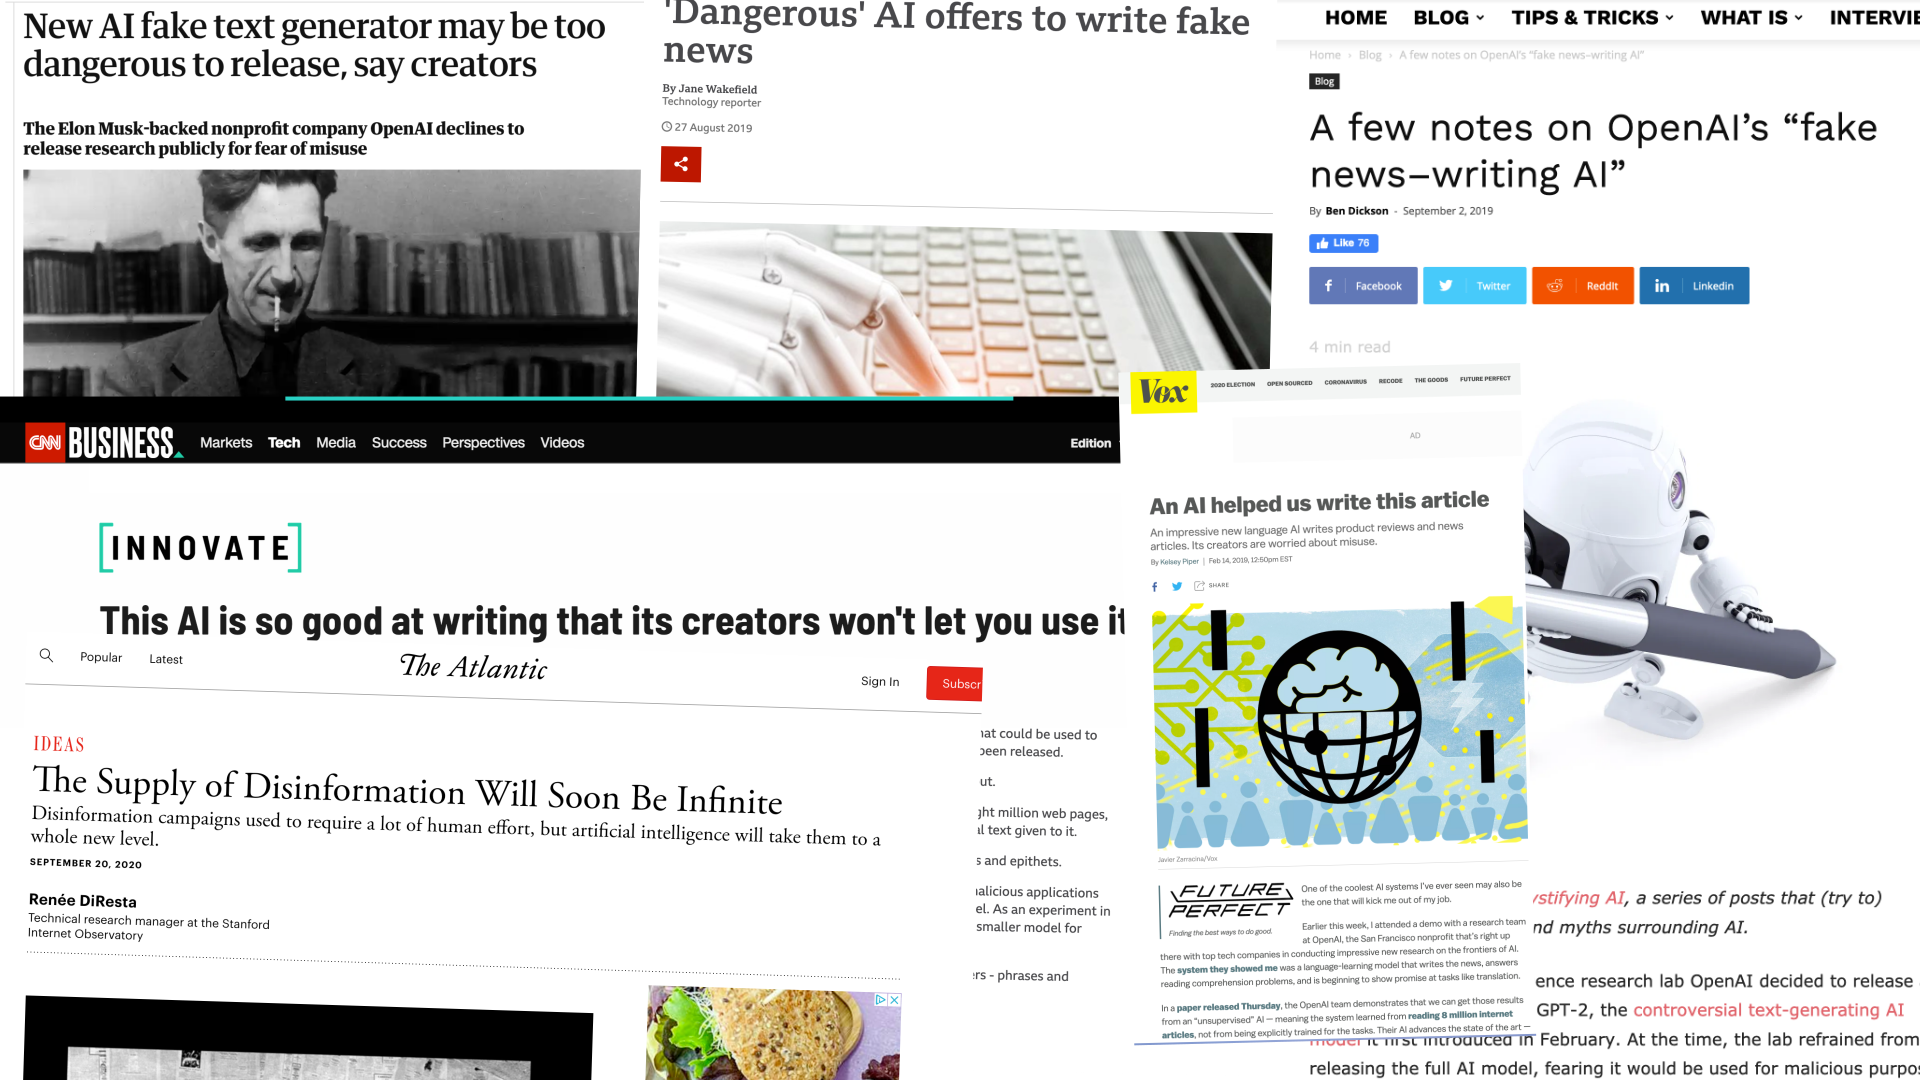 New AI fake text generator may be too
dangerous to release, say creators
The Elon Musk-backed nonprofit company OpenAI declines to
release research publicly for fear of misuse
'Dangerous' AI offers to write fake
news
By Jane Wakefield
Technology reporter
27 August 2019
HOME BLOG TIPS & TRICKS WHAT IS INTERVIE
Home › Blog › A few notes on OpenAI's "fake news–writing AI"
Blog
A few notes on OpenAI's “fake
news–writing AI”
By Ben Dickson - September 2, 2019
Like 76
Facebook
Twitter
ReddIt
Linkedin
4 min read
CNN BUSINESS Markets Tech Media Success Perspectives Videos
Edition
[INNOVATE]
This AI is so good at writing that its creators won't let you use it
Popular Latest
The Atlantic
Sign In
Subscr
IDEAS
The Supply of Disinformation Will Soon Be Infinite
Disinformation campaigns used to require a lot of human effort, but artificial intelligence will take them to a
whole new level.
SEPTEMBER 20, 2020
Renée DiResta
Technical research manager at the Stanford
Internet Observatory
hat could be used to
been released.
ut.
ght million web pages,
al text given to it.
s and epithets.
nalicious applications
el. As an experiment in
smaller model for
ers - phrases and
Vox
2020 ELECTION OPEN SOURCED CORONAVIRUS RECODE THE GOODS FUTURE PERFECT
AD
An AI helped us write this article
An impressive new language AI writes product reviews and news
articles. Its creators are worried about misuse.
By Kelsey Piper | Feb 14, 2019, 12:50pm EST
SHARE
Javier Zarracina/Vox
FUTURE
PERFECT
Finding the best ways to do good.
One of the coolest AI systems I've ever seen may also be
the one that will kick me out of my job.
Earlier this week, I attended a demo with a research team
at OpenAI, the San Francisco nonprofit that's right up
there with top tech companies in conducting impressive new research on the frontiers of AI.
The system they showed me was a language-learning model that writes the news, answers
reading comprehension problems, and is beginning to show promise at tasks like translation.
In a paper released Thursday, the OpenAI team demonstrates that we can get those results
from an “unsupervised” AI — meaning the system learned from reading 8 million internet
articles, not from being explicitly trained for the tasks. Their AI advances the state of the art —
ystifying AI, a series of posts that (try to)
nd myths surrounding AI.
ence research lab OpenAI decided to release
GPT-2, the controversial text-generating AI
model it first introduced in February. At the time, the lab refrained from
releasing the full AI model, fearing it would be used for malicious purpos